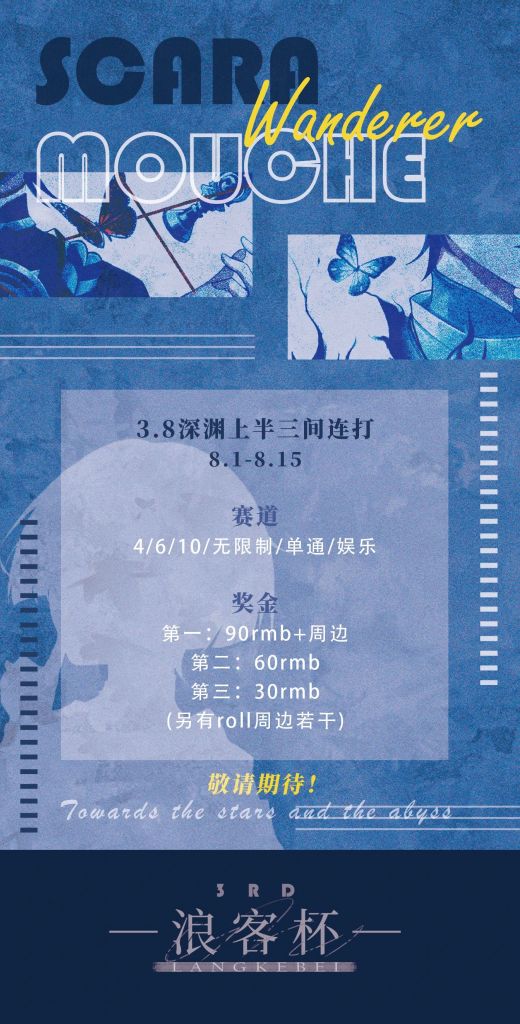 SCARA
Wanderer
MOUCHE
3.8深渊上半三间连打
8.1-8.15
赛道
4/6/10/无限制/单通/娱乐
奖金
第一：90rmb+周边
第二：60rmb
第三：30rmb
(另有roll周边若干)
敬请期待!
Towards the stars and the abyss
3RD
浪客杯
LANGKEBEI